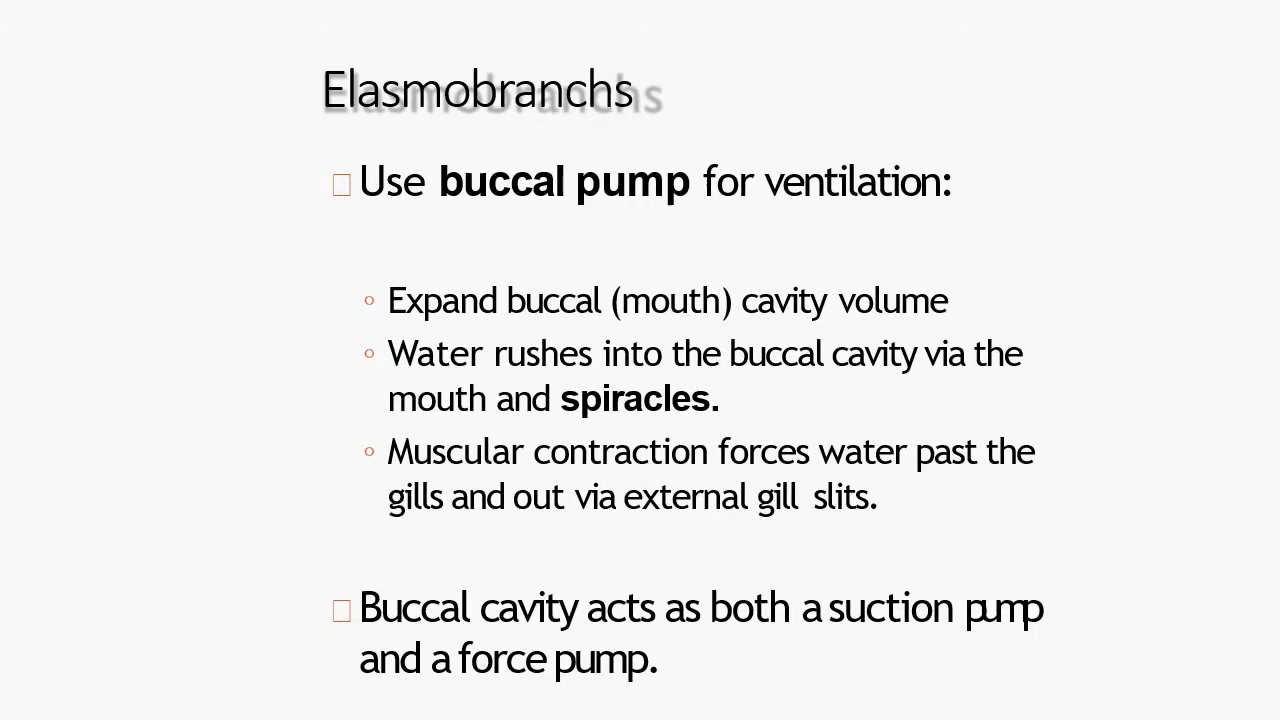 Elasmobranchs
Use buccal pump for ventilation:
Expand buccal (mouth) cavity volume
Water rushes into the buccal cavity via the
mouth and spiracles.
Muscular contraction forces water past the
gills and out via external gill slits.
Buccal cavity acts as both a suction pump
and a force pump.